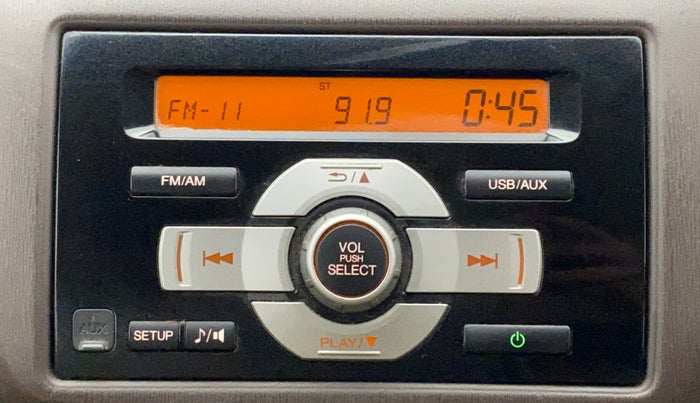 ST
FM-11 91.9 0:45
FM/AM
USB/AUX
VOL
PUSH
SELECT
AUX
SETUP
PLAY/